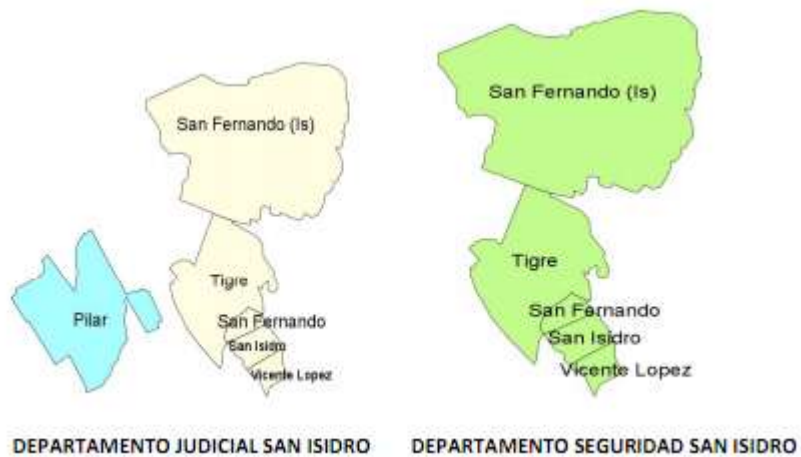 San Fernando (Is)
Tigre
Pilar
San Fernando
San Isidro
Vicente Lopez
DEPARTAMENTO JUDICIAL SAN ISIDRO
San Fernando (Is)
Tigre
San Fernando
San Isidro
Vicente Lopez
DEPARTAMENTO SEGURIDAD SAN ISIDRO